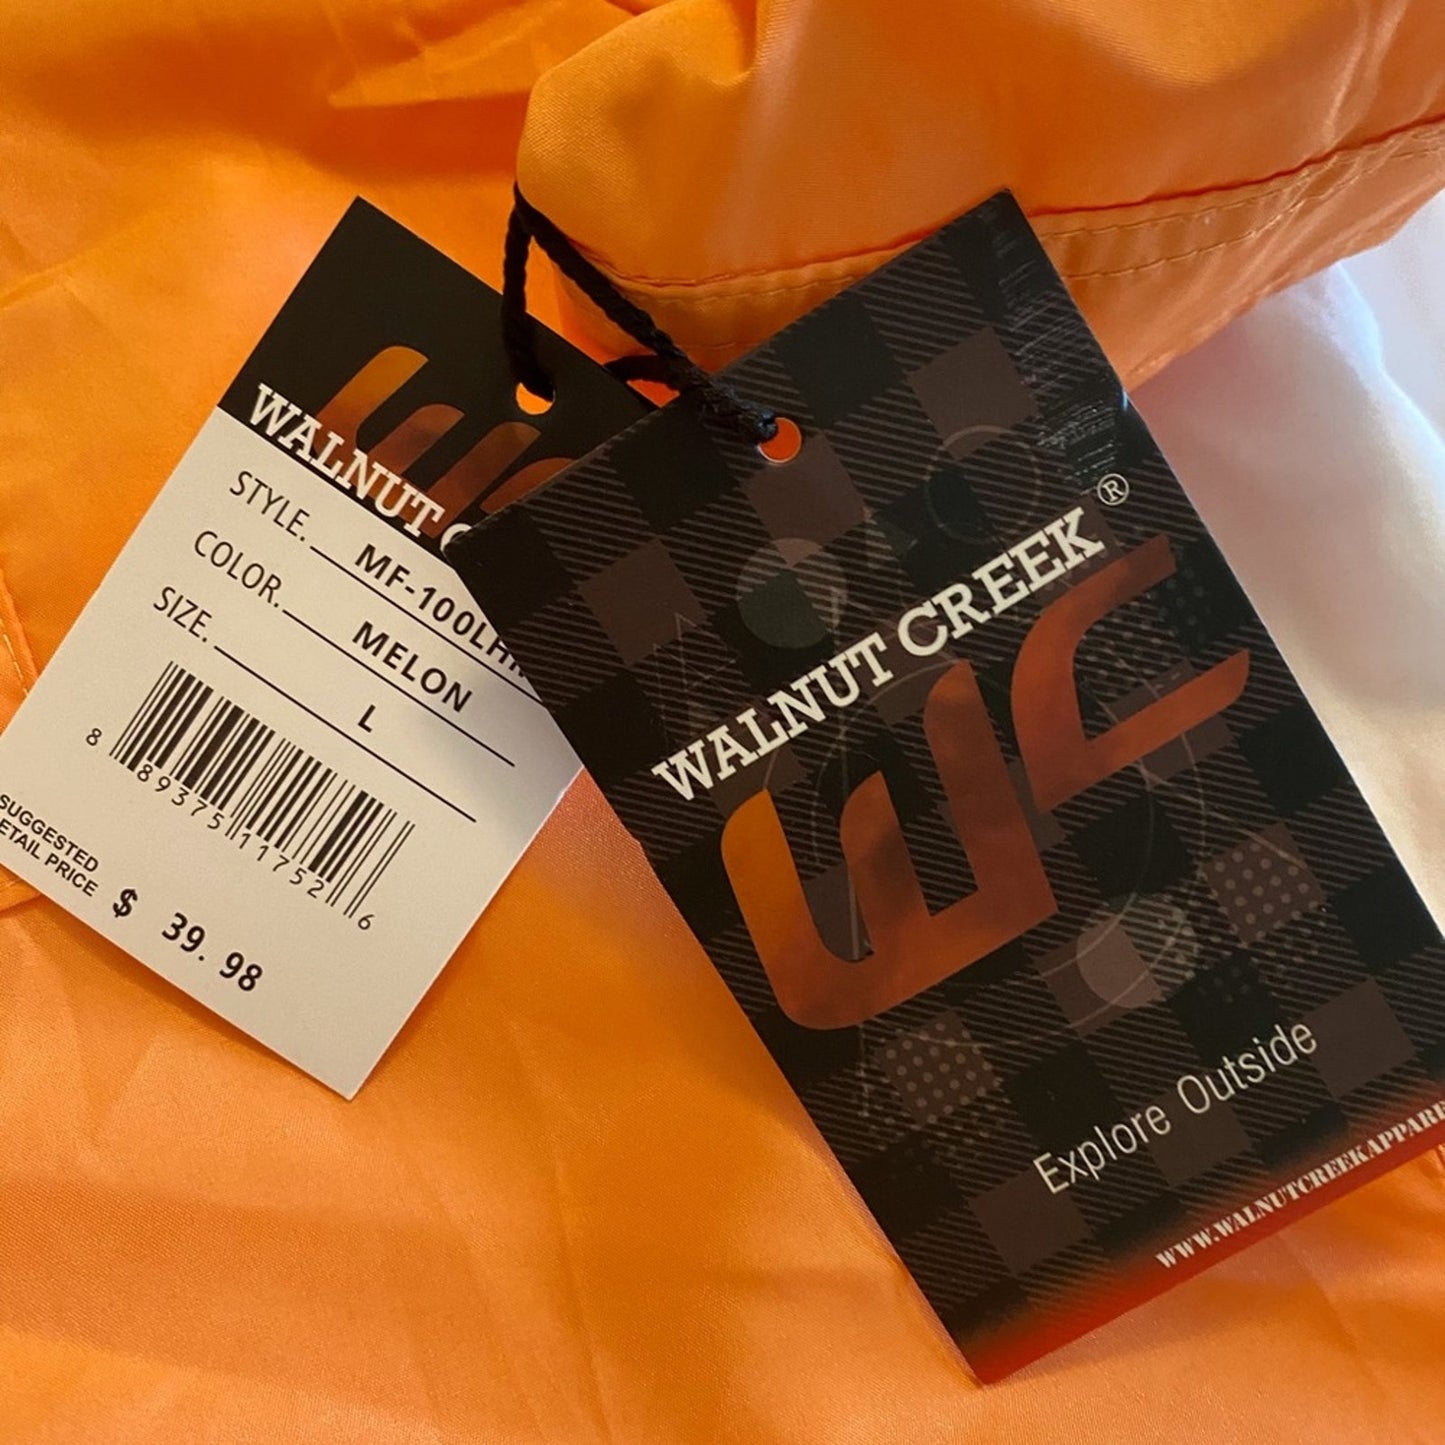 WALNUT
STYLE. MF-100LH
COLOR. MELON
SIZE. L
8 89375 11752 6
SUGGESTED
ETAIL PRICE
$ 39.98
WALNUT CREEK®
Explore Outside
WWW.WALNUTCREEKAPPARE